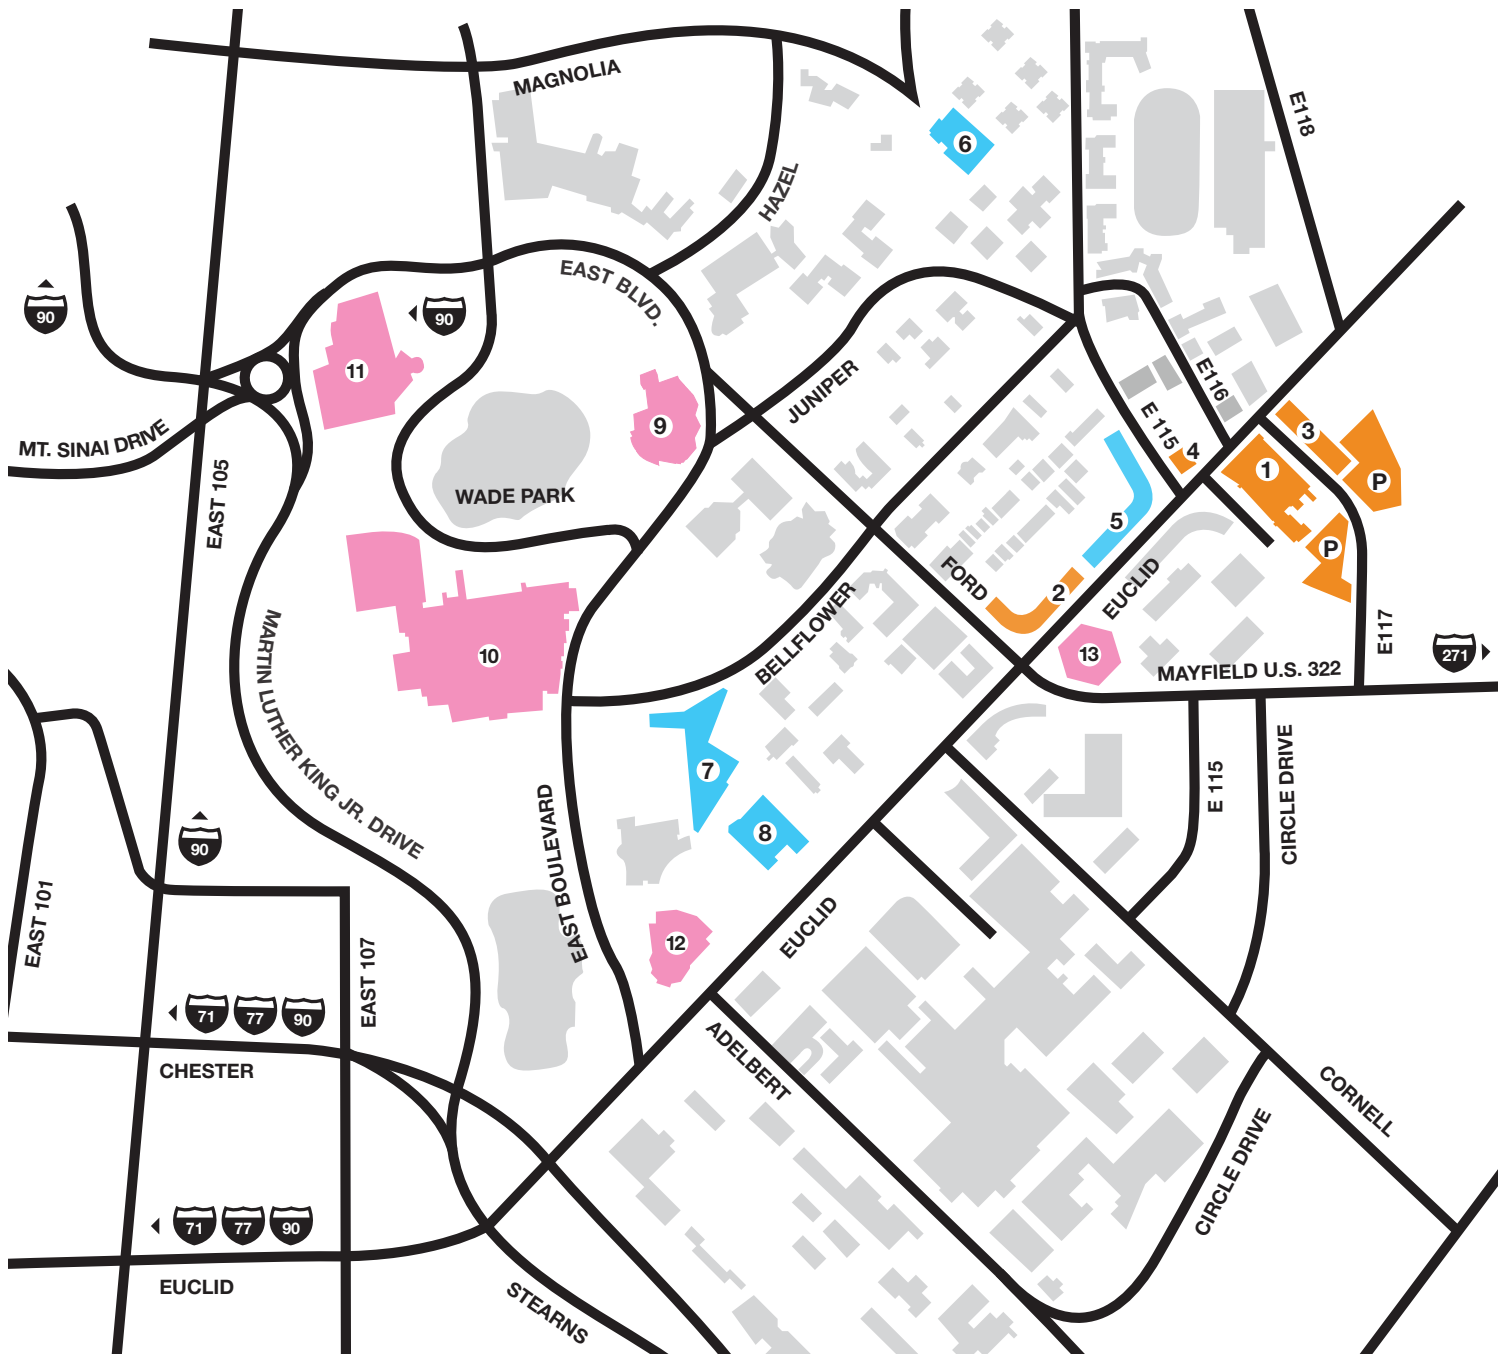 MAGNOLIA
E118
6
HAZEL
EAST BLVD.
90
90
11
E116
JUNIPER
9
E 115
3
MT. SINAI DRIVE
4
1
P
EAST 105
WADE PARK
5
P
FORD
2
EUCLID
BELLFLOWER
E117
10
13
MAYFIELD U.S. 322
271
MARTIN LUTHER KING JR. DRIVE
7
E 115
CIRCLE DRIVE
90
8
EAST BOULEVARD
EAST 101
EUCLID
12
EAST 107
71
77
90
CHESTER
ADELBERT
CORNELL
CIRCLE DRIVE
71
77
90
EUCLID
STEARNS